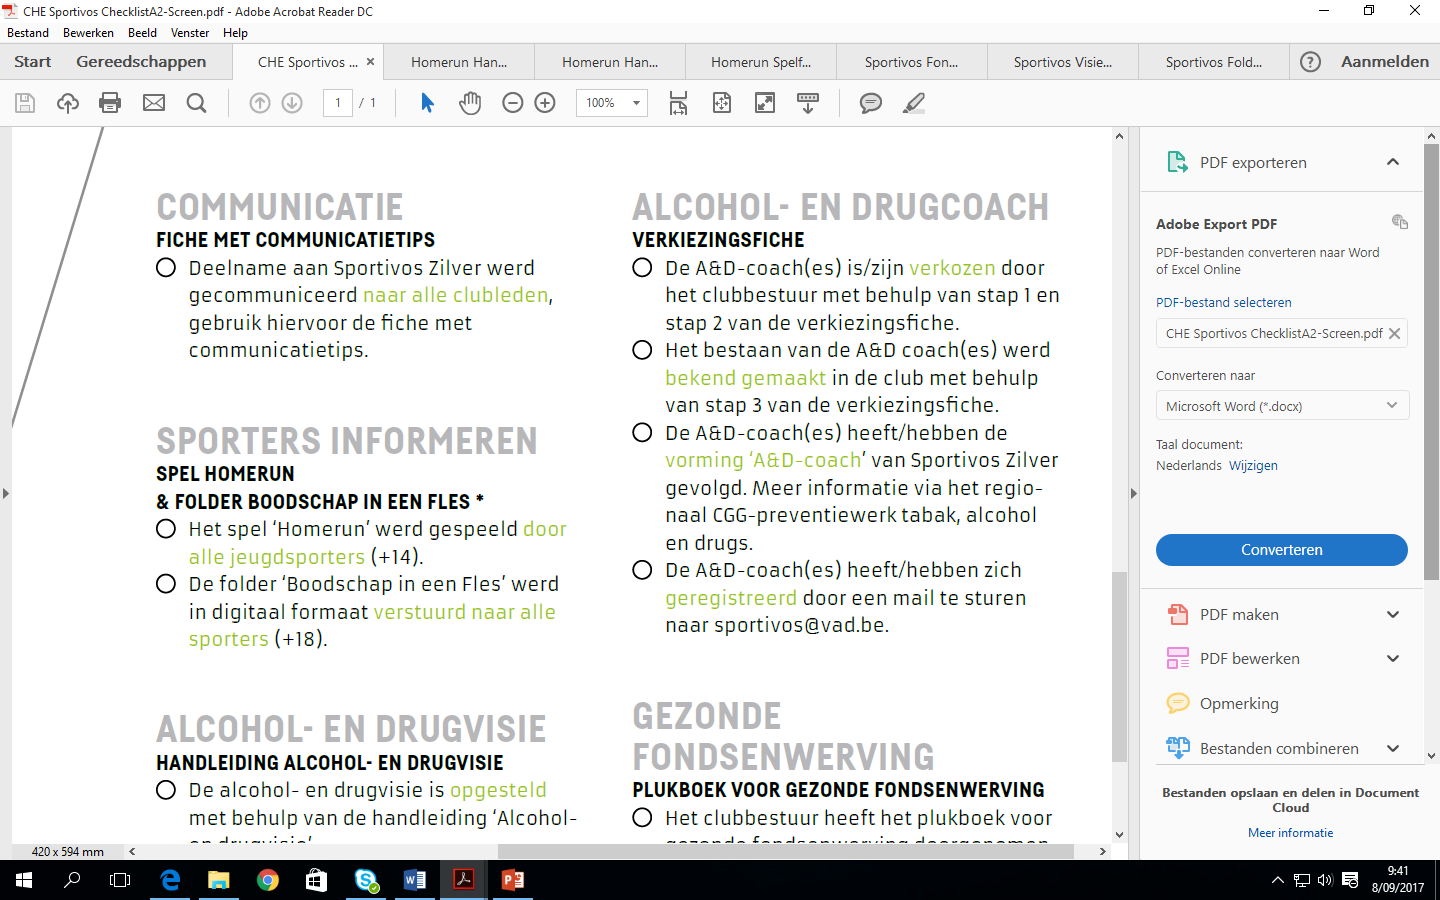 CHE Sportivos ChecklistA2-Screen.pdf - Adobe Acrobat Reader DC
Bestand Bewerken Beeld Venster Help
Start Gereedschappen CHE Sportivos ... × Homerun Han... Homerun Han... Homerun Spelf... Sportivos Fon... Sportivos Visie... Sportivos Fold... ? Aanmelden
1 / 1 100%
COMMUNICATIE
FICHE MET COMMUNICATIETIPS
Deelname aan Sportivos Zilver werd
gecommuniceerd naar alle clubleden,
gebruik hiervoor de fiche met
communicatietips.
SPORTERS INFORMEREN
SPEL HOMERUN
& FOLDER BOODSCHAP IN EEN FLES *
Het spel ‘Homerun’ werd gespeeld door
alle jeugdsporters (+14).
De folder ‘Boodschap in een Fles’ werd
in digitaal formaat verstuurd naar alle
sporters (+18).
ALCOHOL- EN DRUGVISIE
HANDLEIDING ALCOHOL- EN DRUGVISIE
De alcohol- en drugvisie is opgesteld
met behulp van de handleiding ‘Alcohol-
en drugvisie’
ALCOHOL- EN DRUGCOACH
VERKIEZINGSFICHE
De A&D-coach(es) is/zijn verkozen door
het clubbestuur met behulp van stap 1 en
stap 2 van de verkiezingsfiche.
Het bestaan van de A&D coach(es) werd
bekend gemaakt in de club met behulp
van stap 3 van de verkiezingsfiche.
De A&D-coach(es) heeft/hebben de
vorming ‘A&D-coach’ van Sportivos Zilver
gevolgd. Meer informatie via het regio-
naal CGG-preventiewerk tabak, alcohol
en drugs.
De A&D-coach(es) heeft/hebben zich
geregistreerd door een mail te sturen
naar sportivos@vad.be.
GEZONDE
FONDSENWERVING
PLUKBOEK VOOR GEZONDE FONDSENWERVING
Het clubbestuur heeft het plukboek voor
gezonde fondsenwerving doorgenomen
PDF exporteren
Adobe Export PDF
PDF-bestanden converteren naar Word
of Excel Online
PDF-bestand selecteren
CHE Sportivos ChecklistA2-Screen.pdf
Converteren naar
Microsoft Word (*.docx)
Taal document:
Nederlands Wijzigen
Converteren
PDF maken
PDF bewerken
Opmerking
Bestanden combineren
Bestanden opslaan en delen in Document
Cloud
Meer informatie
420 x 594 mm
9:41
8/09/2017